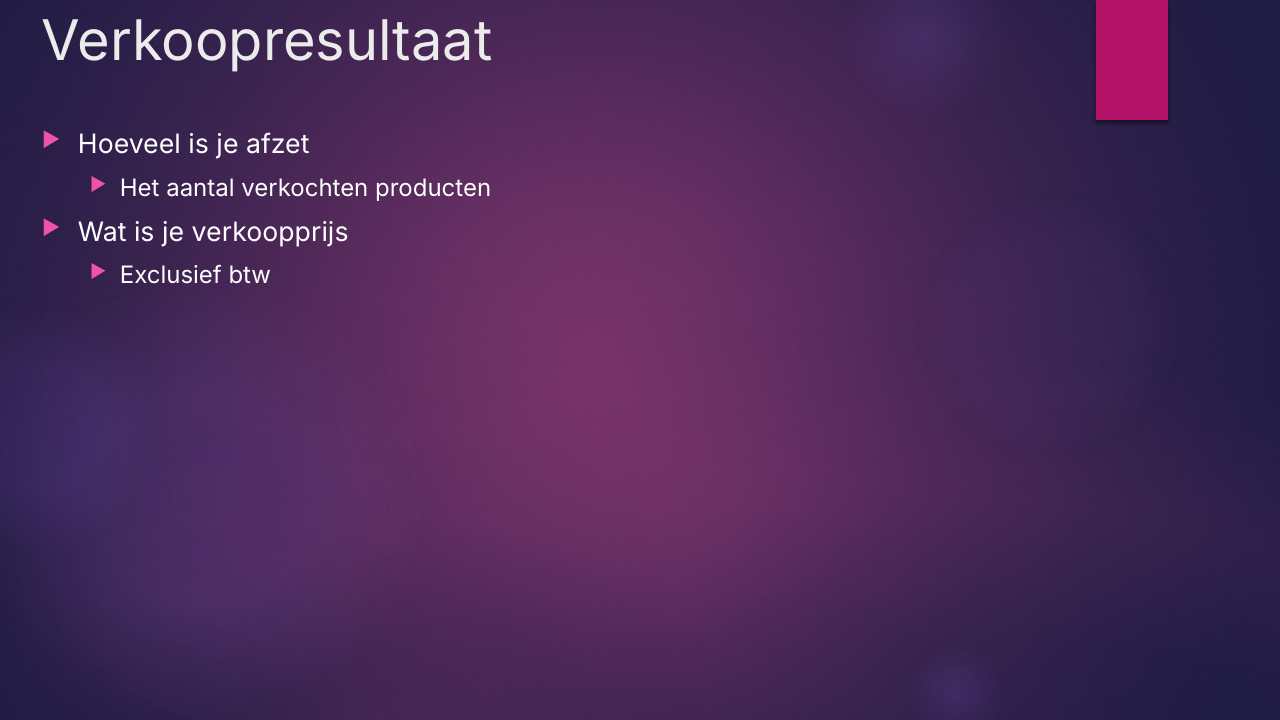 Verkoopresultaat
Hoeveel is je afzet
Het aantal verkochten producten
Wat is je verkoopprijs
Exclusief btw